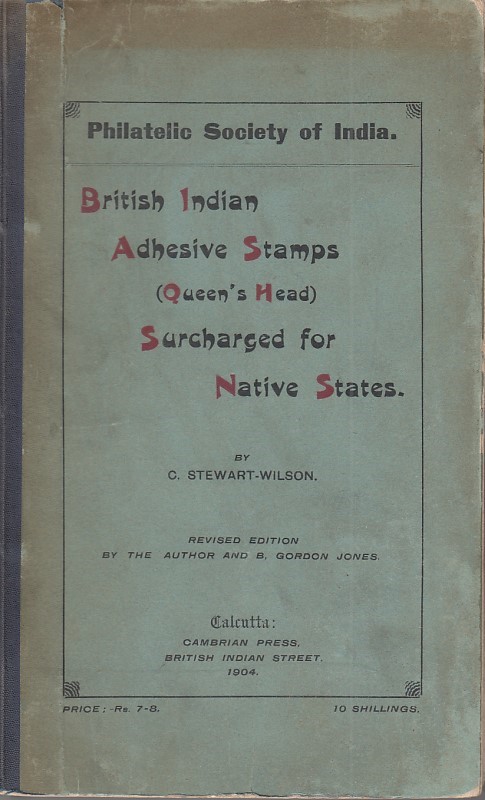 Philatelic Society of India.
British Indian
Adhesive Stamps
(Queen's Head)
Surcharged for
Native States.
BY
C. STEWART-WILSON.
REVISED EDITION
BY THE AUTHOR AND B. GORDON JONES.
Calcutta:
CAMBRIAN PRESS,
BRITISH INDIAN STREET.
1904.
PRICE:-Rs. 7-8. 10 SHILLINGS.